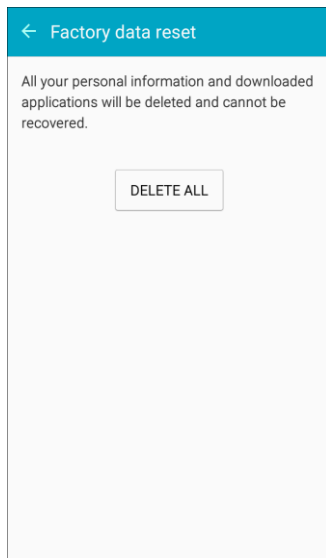 Factory data reset
All your personal information and downloaded
applications will be deleted and cannot be
recovered.
DELETE ALL